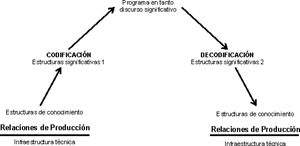 Programa en tanto
discurso significativo
CODIFICACIÓN
Estructuras significativas 1
DECODIFICACIÓN
Estructuras significativas 2
Estructuras de conocimiento
Relaciones de Producción
Infraestructura técnica
Estructuras de conocimiento
Relaciones de Producción
Infraestructura técnica